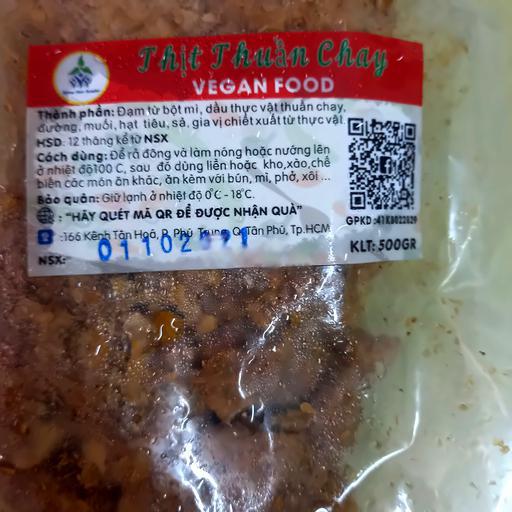 Thịt Thuần Chay
VEGAN FOOD
Thành phần: Đạm từ bột mì, dầu thực vật thuần chay,
đường, muối, hạt tiêu, sả, gia vị chiết xuất từ thực vật
HSD: 12 tháng kể từ NSX
Cách dùng: Để rã đông và làm nóng hoặc nướng lên
ở nhiệt độ100 C, sau đó dùng liền hoặc kho,xào,chế
biến các món ăn khác, ăn kèm với bún, mì, phở, xôi ...
Bảo quản: Giữ lạnh ở nhiệt độ 0°C - 18°C.
: “HÃY QUÉT MÃ QR ĐỂ ĐƯỢC NHẬN QUÀ”
GPKD :41K8022829
:166 Kênh Tân Hoá, P. Phú Trung, Q. Tân Phú, Tp.HCM
KLT: 500GR
NSX: